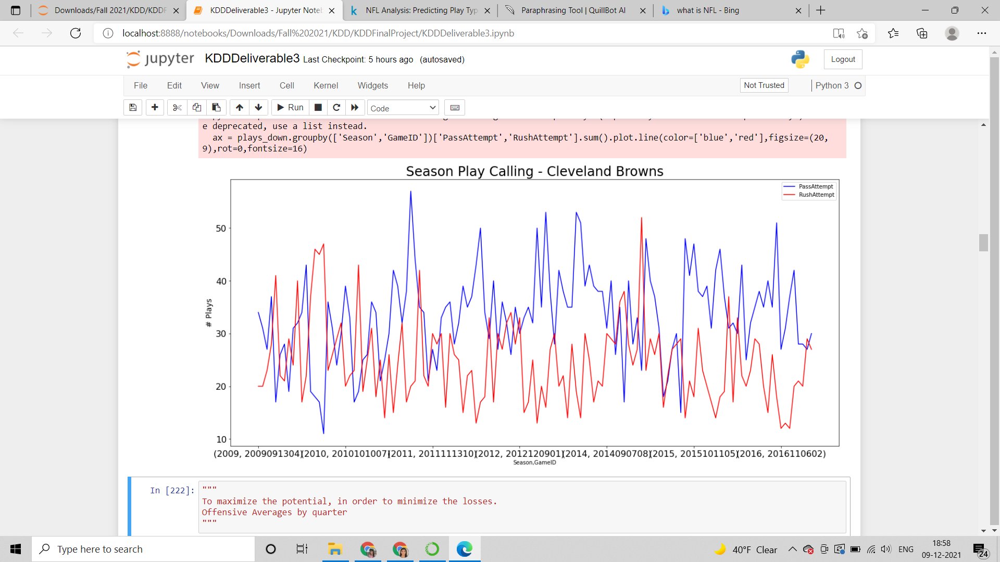 Downloads/Fall 2021/KDD/KDDF
KDDDeliverable3 - Jupyter Noteb
NFL Analysis: Predicting Play Typ
Paraphrasing Tool | QuillBot AI
what is NFL - Bing
localhost:8888/notebooks/Downloads/Fall%202021/KDD/KDDFinalProject/KDDDeliverable3.ipynb
jupyter KDDDeliverable3 Last Checkpoint: 5 hours ago (autosaved)
Logout
File Edit View Insert Cell Kernel Widgets Help
Not Trusted
Python 3
Run
Code
e deprecated, use a list instead.
ax = plays_down.groupby(['Season','GameID'])['PassAttempt','RushAttempt'].sum().plot.line(color=['blue','red'],figsize=(20,
9),rot=0,fontsize=16)
Season Play Calling - Cleveland Browns
PassAttempt
RushAttempt
50
40
30
20
10
# Plays
(2009, 2009091304) (2010, 2010101007) (2011, 2011111310) (2012, 2012120901) (2014, 2014090708) (2015, 2015101105) (2016, 2016110602)
Season,GameID
In [222]:
"""
To maximize the potential, in order to minimize the losses.
Offensive Averages by quarter
"""
Type here to search
40°F Clear
ENG
18:58
09-12-2021
24